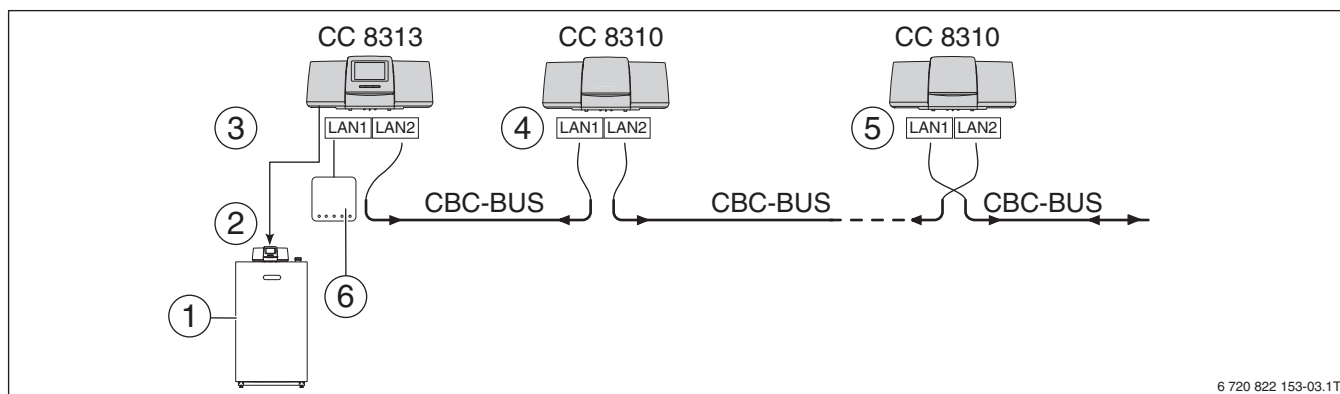 CC 8313 CC 8310 CC 8310
3 LAN1 LAN2 4 LAN1 LAN2 5 LAN1 LAN2
CBC-BUS CBC-BUS CBC-BUS
2
6
1
6 720 822 153-03.1T